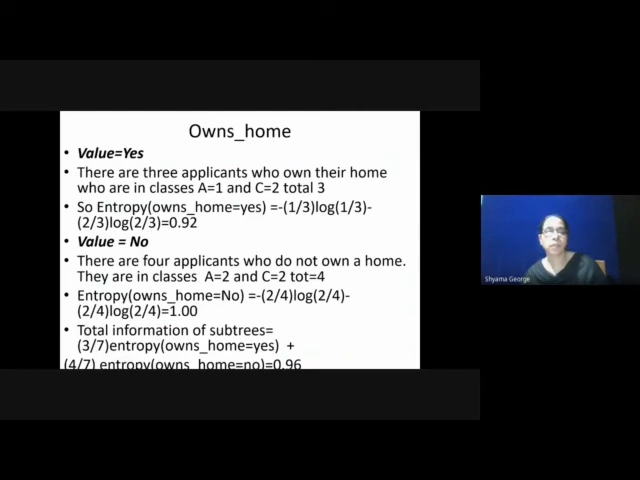 Owns_home
• Value=Yes
• There are three applicants who own their home
who are in classes A=1 and C=2 total 3
• So Entropy(owns_home=yes) =-(1/3)log(1/3)-
(2/3)log(2/3)=0.92
• Value = No
• There are four applicants who do not own a home.
They are in classes A=2 and C=2 tot=4
• Entropy(owns_home=No) =-(2/4)log(2/4)-
(2/4)log(2/4)=1.00
• Total information of subtrees=
(3/7)entropy(owns_home=yes) +
(4/7) entropy(owns_home=no)=0.96
Shyama George